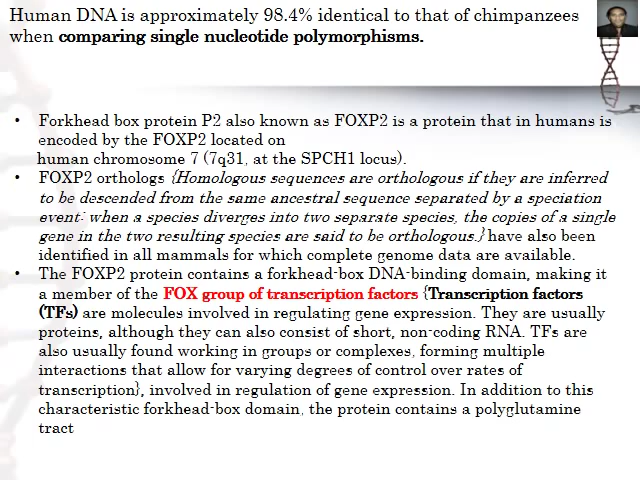 Human DNA is approximately 98.4% identical to that of chimpanzees
when comparing single nucleotide polymorphisms.
• Forkhead box protein P2 also known as FOXP2 is a protein that in humans is
encoded by the FOXP2 located on
human chromosome 7 (7q31, at the SPCH1 locus).
• FOXP2 orthologs {Homologous sequences are orthologous if they are inferred
to be descended from the same ancestral sequence separated by a speciation
event: when a species diverges into two separate species, the copies of a single
gene in the two resulting species are said to be orthologous.} have also been
identified in all mammals for which complete genome data are available.
• The FOXP2 protein contains a forkhead-box DNA-binding domain, making it
a member of the FOX group of transcription factors {Transcription factors
(TFs) are molecules involved in regulating gene expression. They are usually
proteins, although they can also consist of short, non-coding RNA. TFs are
also usually found working in groups or complexes, forming multiple
interactions that allow for varying degrees of control over rates of
transcription}, involved in regulation of gene expression. In addition to this
characteristic forkhead-box domain, the protein contains a polyglutamine
tract